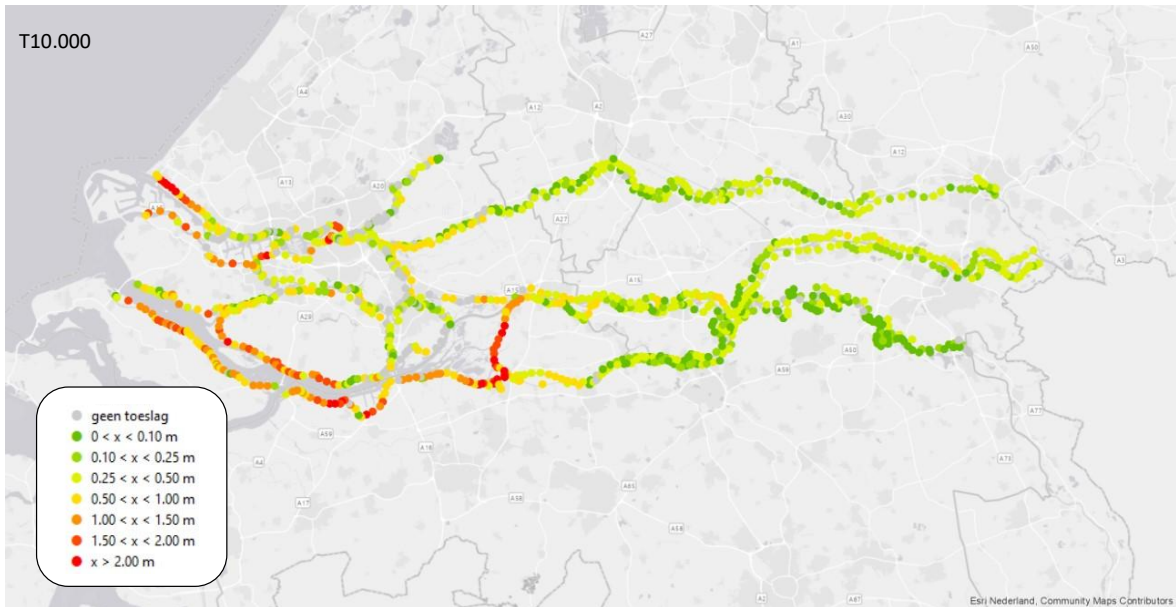 T10.000
A27
A1
A50
A4
A12
A2
A30
A12
A13
A20
A27
A15
A3
A15
A29
A50
A59
A59
A4
A16
A77
A17
A58
A58
A2
A67
geen toeslag
0 < x < 0.10 m
0.10 < x < 0.25 m
0.25 < x < 0.50 m
0.50 < x < 1.00 m
1.00 < x < 1.50 m
1.50 < x < 2.00 m
x > 2.00 m
Esri Nederland, Community Maps Contributors